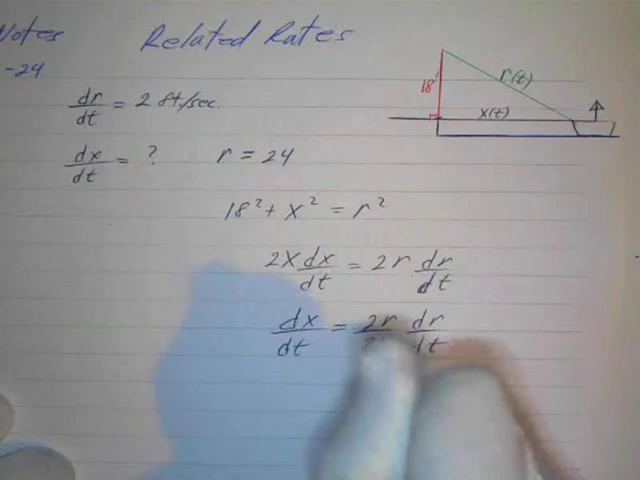 Notes Related Rates
-24
dr/dt = 2 ft/sec.
dx/dt = ? r = 24
18² + x² = r²
2x dx/dt = 2r dr/dt
dx/dt = 2r dr/dt
18'
r(t)
x(t)